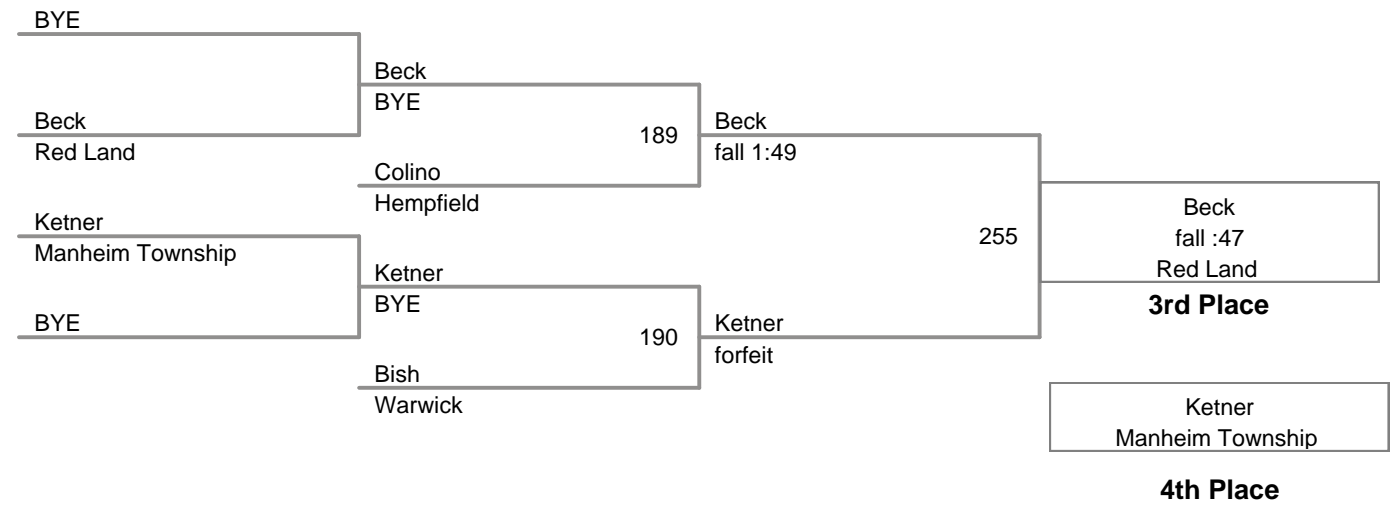 BYE
Beck
Red Land
Ketner
Manheim Township
BYE
Beck
BYE
189
Colino
Hempfield
Ketner
BYE
190
Bish
Warwick
Beck
fall 1:49
255
Ketner
forfeit
Beck
fall :47
Red Land
3rd Place
Ketner
Manheim Township
4th Place